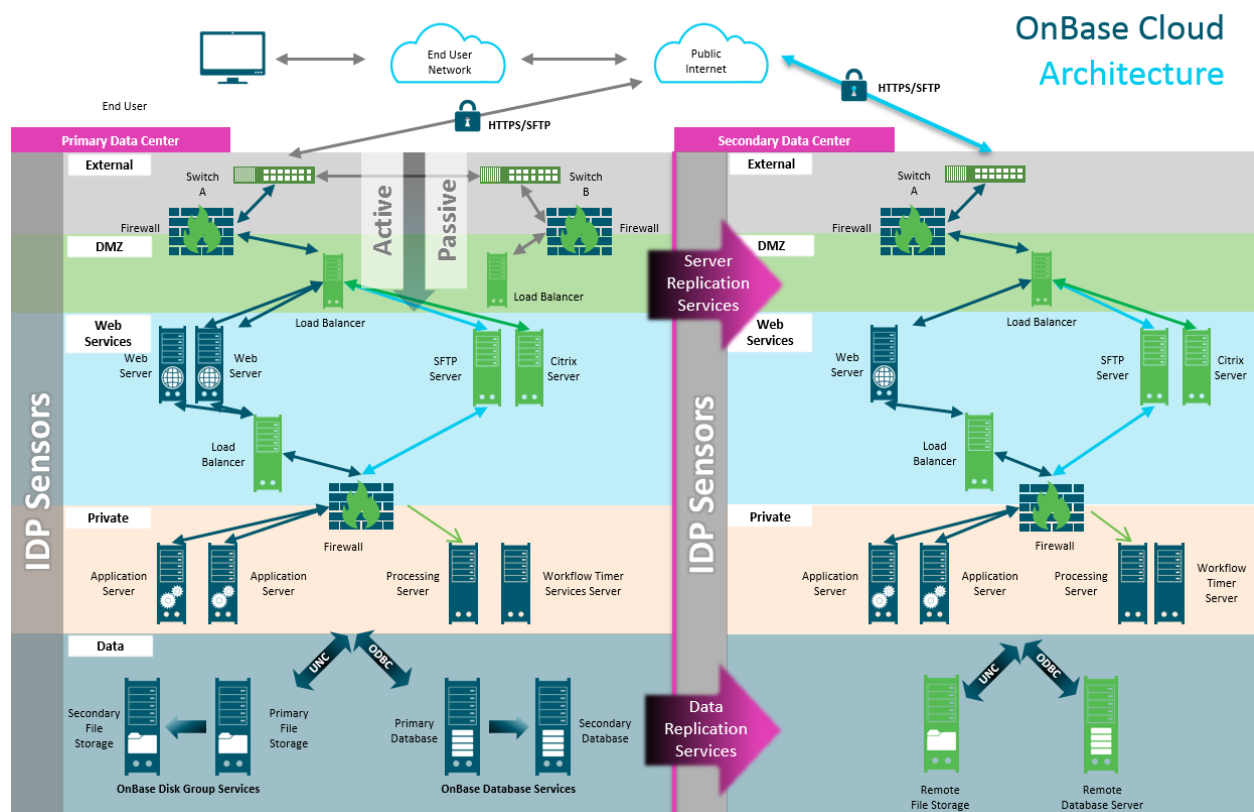 OnBase Cloud
Architecture
End User
Network
Public
Internet
End User
HTTPS/SFTP
HTTPS/SFTP
Primary Data Center
External
Switch
A
Switch
B
Firewall
Firewall
Active
Passive
DMZ
Load Balancer
Load Balancer
Web
Services
Web
Server
Web
Server
SFTP
Server
Citrix
Server
Load
Balancer
IDP Sensors
Private
Firewall
Application
Server
Application
Server
Processing
Server
Workflow Timer
Services Server
Data
UNC
ODBC
Secondary
File
Storage
Primary
File
Storage
Primary
Database
Secondary
Database
OnBase Disk Group Services
OnBase Database Services
Server
Replication
Services
Data
Replication
Services
Secondary Data Center
External
Switch
A
Firewall
DMZ
Load Balancer
Web
Services
Web
Server
SFTP
Server
Citrix
Server
Load
Balancer
IDP Sensors
Private
Firewall
Application
Server
Application
Server
Processing
Server
Workflow
Timer
Server
UNC
ODBC
Remote
File Storage
Remote
Database Server